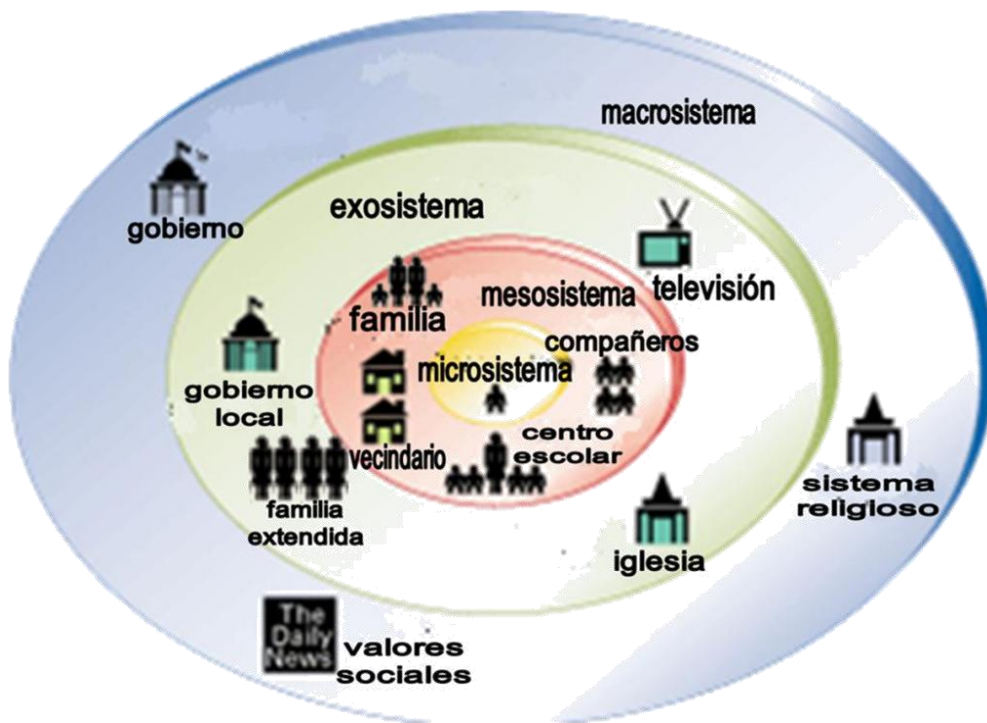 macrosistema
gobierno
exosistema
televisión
mesosistema
familia
compañeros
microsistema
gobierno
local
centro
escolar
vecindario
familia
extendida
iglesia
sistema
religioso
The
Daily
News
valores
sociales